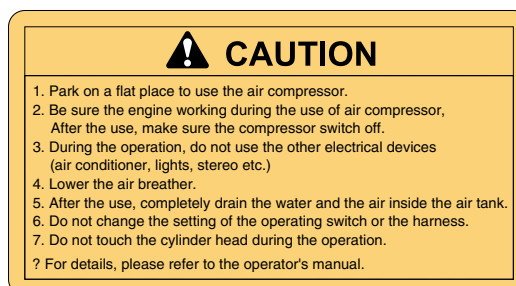 CAUTION
1. Park on a flat place to use the air compressor.
2. Be sure the engine working during the use of air compressor,
After the use, make sure the compressor switch off.
3. During the operation, do not use the other electrical devices
(air conditioner, lights, stereo etc.)
4. Lower the air breather.
5. After the use, completely drain the water and the air inside the air tank.
6. Do not change the setting of the operating switch or the harness.
7. Do not touch the cylinder head during the operation.
? For details, please refer to the operator's manual.